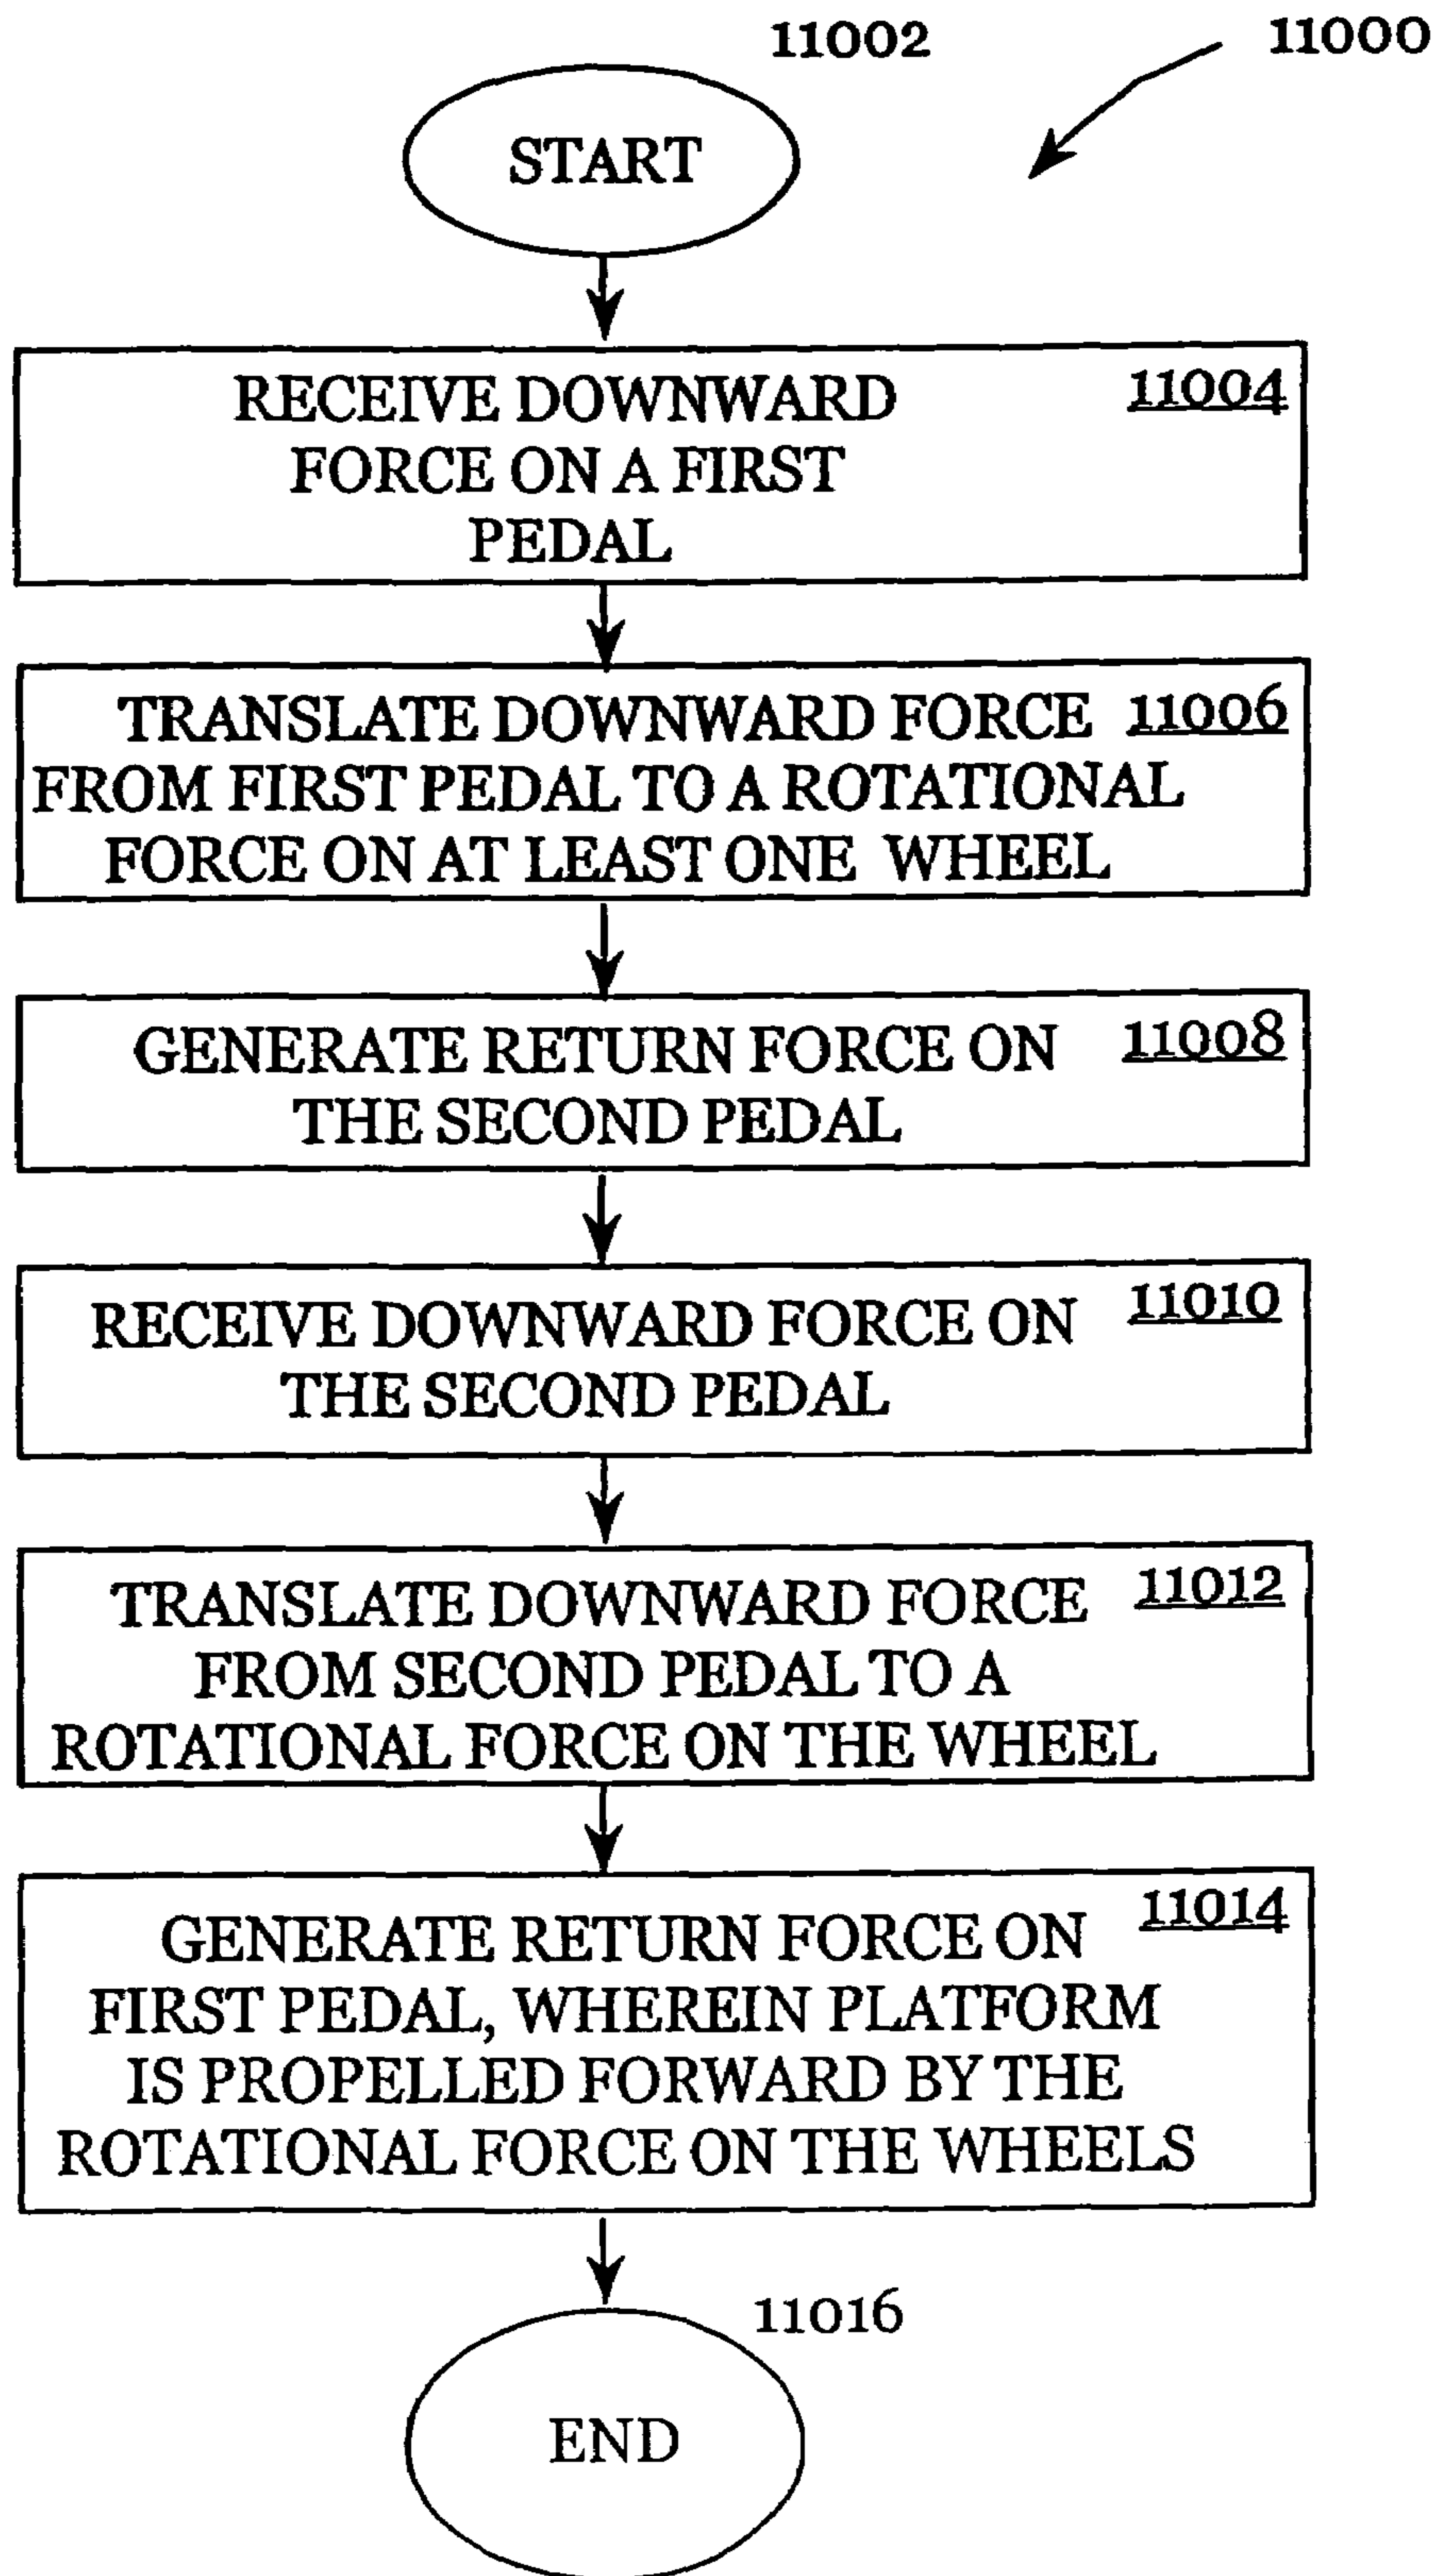 11002
11000
START
RECEIVE DOWNWARD 11004
FORCE ON A FIRST
PEDAL
TRANSLATE DOWNWARD FORCE 11006
FROM FIRST PEDAL TO A ROTATIONAL
FORCE ON AT LEAST ONE WHEEL
GENERATE RETURN FORCE ON 11008
THE SECOND PEDAL
RECEIVE DOWNWARD FORCE ON 11010
THE SECOND PEDAL
TRANSLATE DOWNWARD FORCE 11012
FROM SECOND PEDAL TO A
ROTATIONAL FORCE ON THE WHEEL
GENERATE RETURN FORCE ON 11014
FIRST PEDAL, WHEREIN PLATFORM
IS PROPELLED FORWARD BY THE
ROTATIONAL FORCE ON THE WHEELS
11016
END